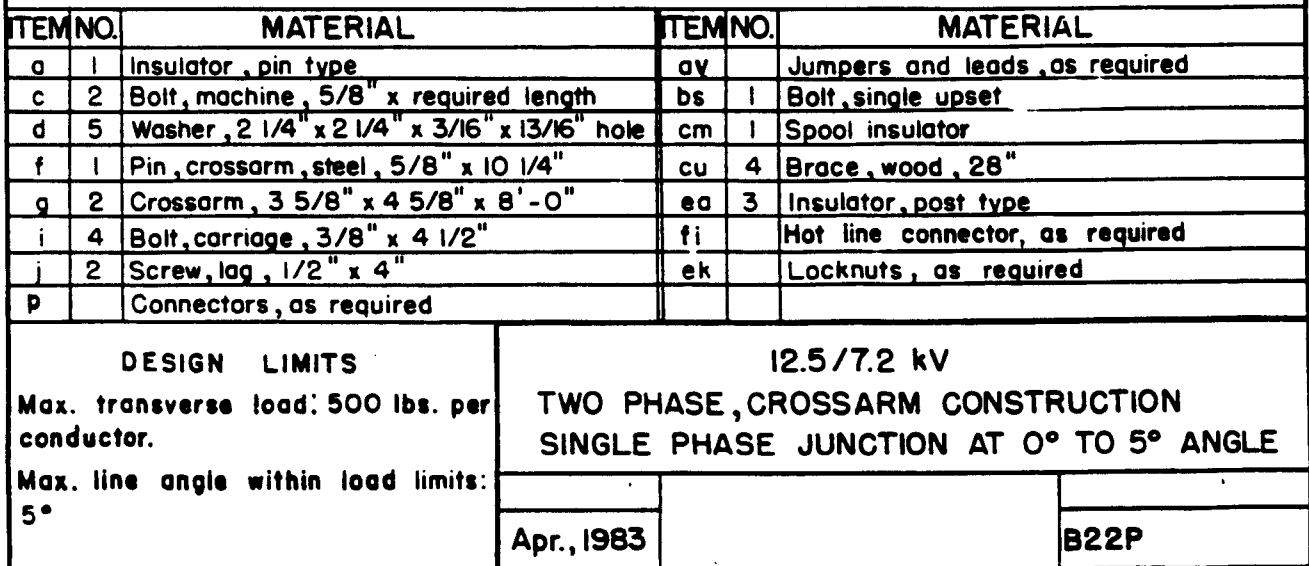 ITEM NO. MATERIAL ITEM NO. MATERIAL
a 1 Insulator, pin type av Jumpers and leads, as required
c 2 Bolt, machine, 5/8" x required length bs 1 Bolt, single upset
d 5 Washer, 2 1/4" x 2 1/4" x 3/16" x 13/16" hole cm 1 Spool insulator
f 1 Pin, crossarm, steel, 5/8" x 10 1/4" cu 4 Brace, wood, 28"
g 2 Crossarm, 3 5/8" x 4 5/8" x 8'-0" ea 3 Insulator, post type
i 4 Bolt, carriage, 3/8" x 4 1/2" fi Hot line connector, as required
j 2 Screw, lag, 1/2" x 4" ek Locknuts, as required
p Connectors, as required
DESIGN LIMITS
Max. transverse load: 500 lbs. per
conductor.
Max. line angle within load limits:
5°
12.5/7.2 kV
TWO PHASE, CROSSARM CONSTRUCTION
SINGLE PHASE JUNCTION AT 0° TO 5° ANGLE
Apr., 1983
B22P